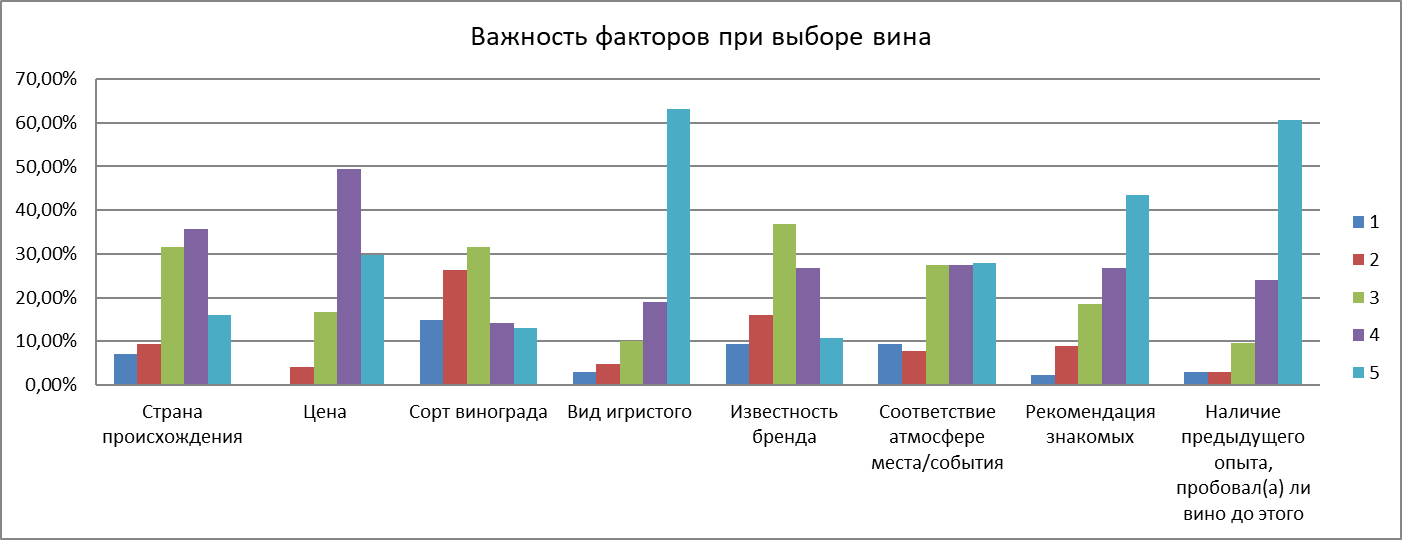 Важность факторов при выборе вина
70,00%
60,00%
50,00%
40,00%
30,00%
20,00%
10,00%
0,00%
Страна
происхождения
Цена
Сорт винограда
Вид игристого
Известность
бренда
Соответствие
атмосфере
места/события
Рекомендация
знакомых
Наличие
предыдущего
опыта,
пробовал(а) ли
вино до этого
1
2
3
4
5